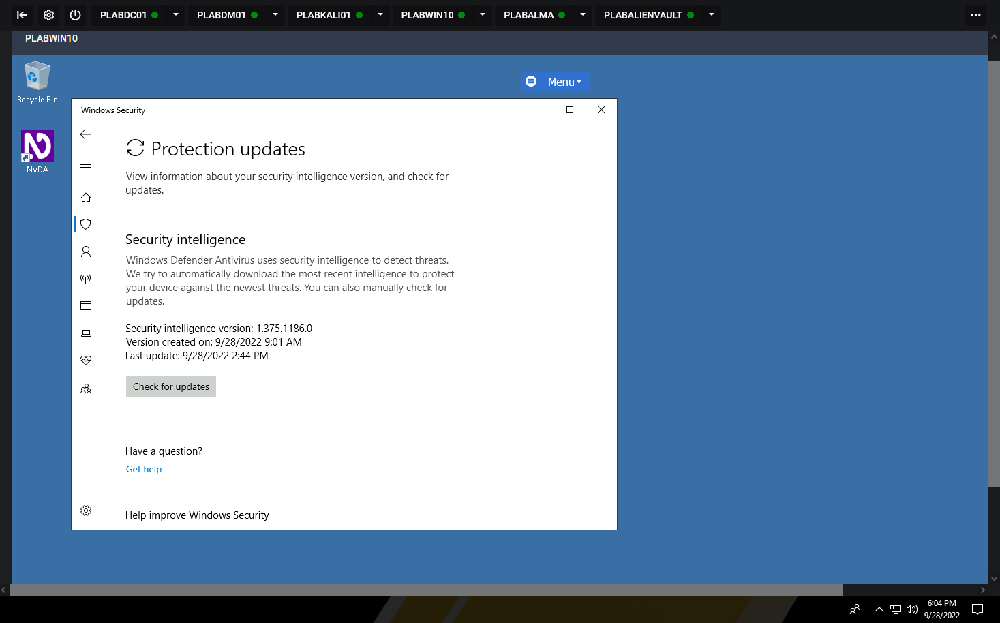 PLABDC01
PLABDM01
PLABKALI01
PLABWIN10
PLABALMA
PLABALIENVAULT
PLABWIN10
Recycle Bin
Menu
NVDA
Windows Security
Protection updates
View information about your security intelligence version, and check for
updates.
Security intelligence
Windows Defender Antivirus uses security intelligence to detect threats.
We try to automatically download the most recent intelligence to protect
your device against the newest threats. You can also manually check for
updates.
Security intelligence version: 1.375.1186.0
Version created on: 9/28/2022 9:01 AM
Last update: 9/28/2022 2:44 PM
Check for updates
Have a question?
Get help
Help improve Windows Security
6:04 PM
9/28/2022